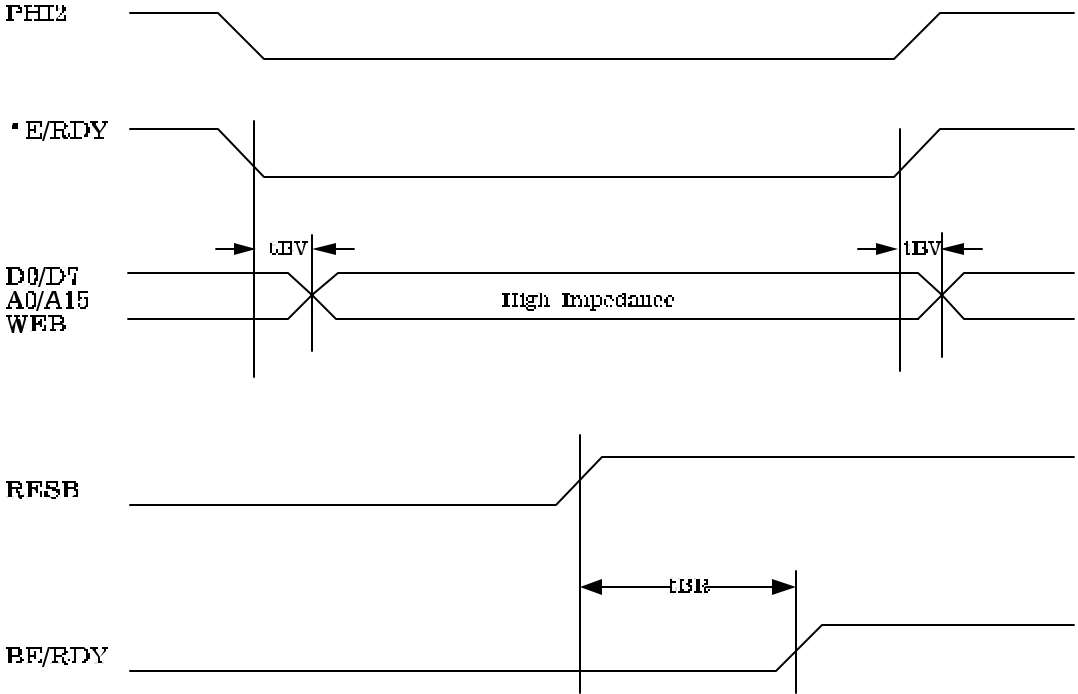 PHI2
* E/RDY
tBV tBV
D0/D7
A0/A15
High Impedance
WEB
RESB
tBR
BE/RDY